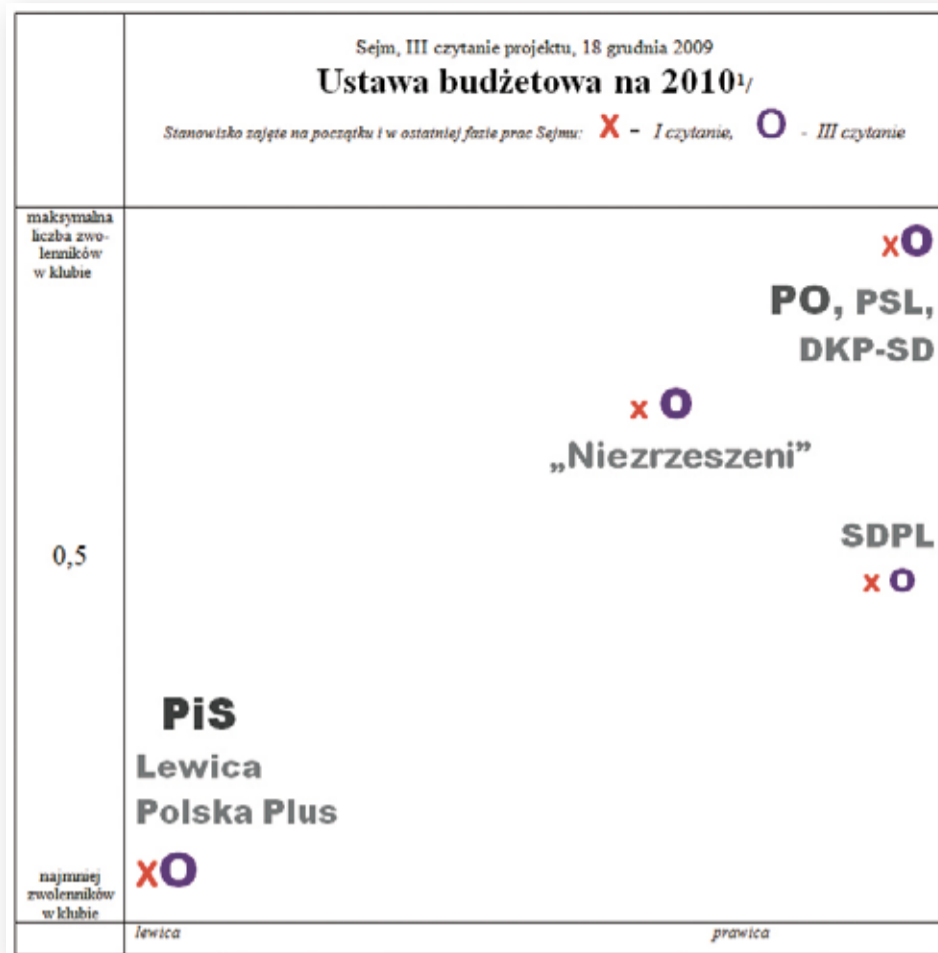 Sejm, III czytanie projektu, 18 grudnia 2009
Ustawa budżetowa na 2010¹/
Stanowisko zajęte na początku i w ostatniej fazie prac Sejmu: X - I czytanie, O - III czytanie
maksymalna
liczba zwo-
lenników
w klubie
xO
PO, PSL,
DKP-SD
x O
„Niezrzeszeni”
0,5
SDPL
x O
PiS
Lewica
Polska Plus
xO
najmniej
zwolenników
w klubie
lewica prawica